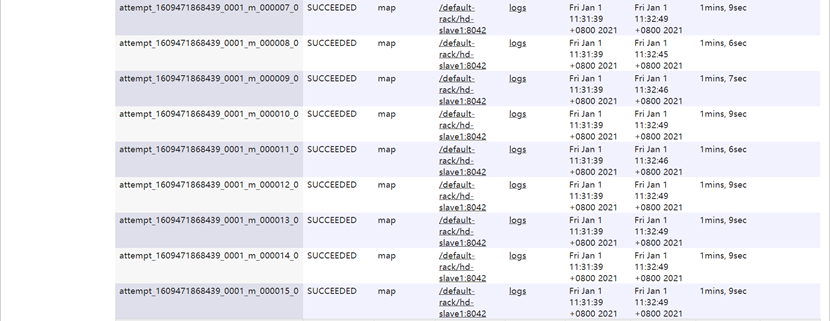 attempt_1609471868439_0001_m_000007_0 SUCCEEDED map /default- logs Fri Jan 1 Fri Jan 1 1mins, 9sec
rack/hd- 11:31:39 11:32:49
slave1:8042 +0800 2021 +0800 2021
attempt_1609471868439_0001_m_000008_0 SUCCEEDED map /default- logs Fri Jan 1 Fri Jan 1 1mins, 6sec
rack/hd- 11:31:39 11:32:45
slave1:8042 +0800 2021 +0800 2021
attempt_1609471868439_0001_m_000009_0 SUCCEEDED map /default- logs Fri Jan 1 Fri Jan 1 1mins, 7sec
rack/hd- 11:31:39 11:32:46
slave1:8042 +0800 2021 +0800 2021
attempt_1609471868439_0001_m_000010_0 SUCCEEDED map /default- logs Fri Jan 1 Fri Jan 1 1mins, 9sec
rack/hd- 11:31:39 11:32:49
slave1:8042 +0800 2021 +0800 2021
attempt_1609471868439_0001_m_000011_0 SUCCEEDED map /default- logs Fri Jan 1 Fri Jan 1 1mins, 6sec
rack/hd- 11:31:39 11:32:46
slave1:8042 +0800 2021 +0800 2021
attempt_1609471868439_0001_m_000012_0 SUCCEEDED map /default- logs Fri Jan 1 Fri Jan 1 1mins, 9sec
rack/hd- 11:31:39 11:32:49
slave1:8042 +0800 2021 +0800 2021
attempt_1609471868439_0001_m_000013_0 SUCCEEDED map /default- logs Fri Jan 1 Fri Jan 1 1mins, 9sec
rack/hd- 11:31:39 11:32:49
slave1:8042 +0800 2021 +0800 2021
attempt_1609471868439_0001_m_000014_0 SUCCEEDED map /default- logs Fri Jan 1 Fri Jan 1 1mins, 9sec
rack/hd- 11:31:39 11:32:49
slave1:8042 +0800 2021 +0800 2021
attempt_1609471868439_0001_m_000015_0 SUCCEEDED map /default- logs Fri Jan 1 Fri Jan 1 1mins, 9sec
rack/hd- 11:31:39 11:32:49
slave1:8042 +0800 2021 +0800 2021